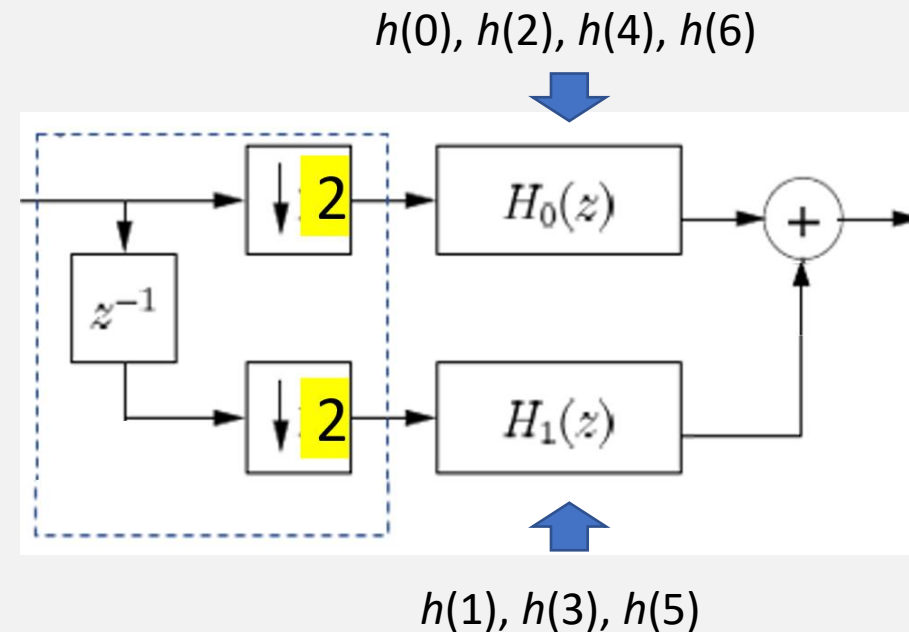 h(0), h(2), h(4), h(6)
↓ 2
H₀(z)
+
z⁻¹
↓ 2
H₁(z)
h(1), h(3), h(5)